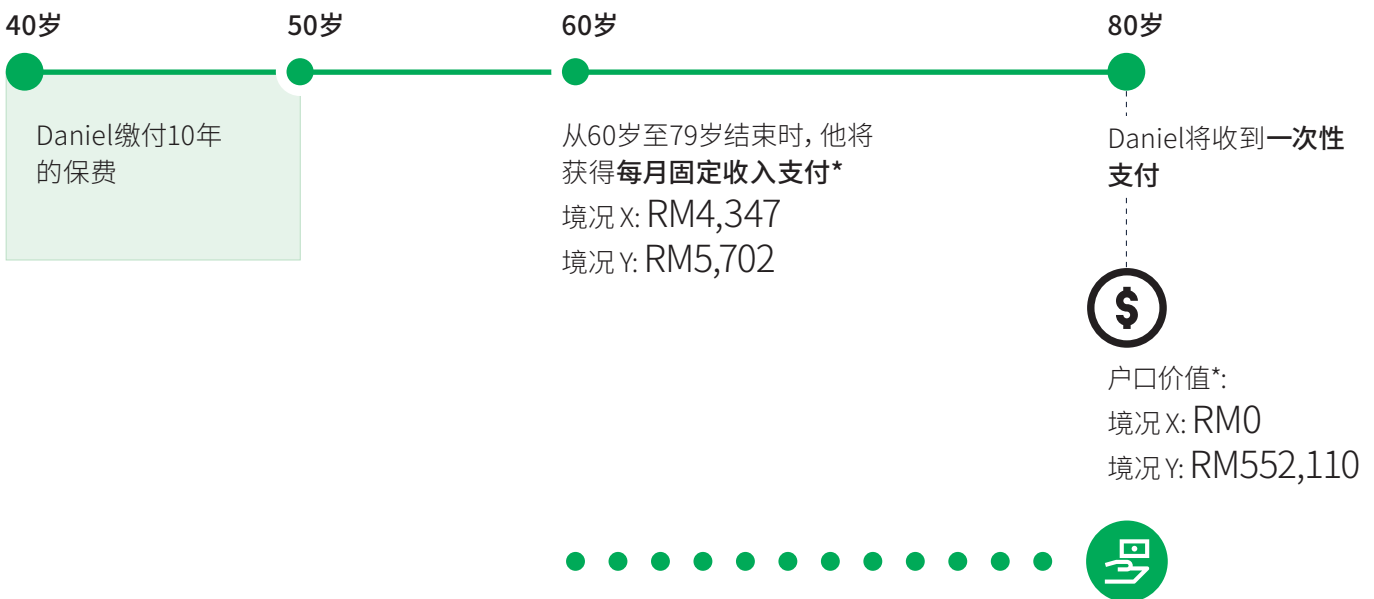 40岁
50岁
60岁
80岁
Daniel缴付10年
的保费
从60岁至79岁结束时, 他将
获得每月固定收入支付*
境况 X: RM4,347
境况 Y: RM5,702
Daniel将收到一次性
支付
$
户口价值*:
境况 X: RM0
境况 Y: RM552,110